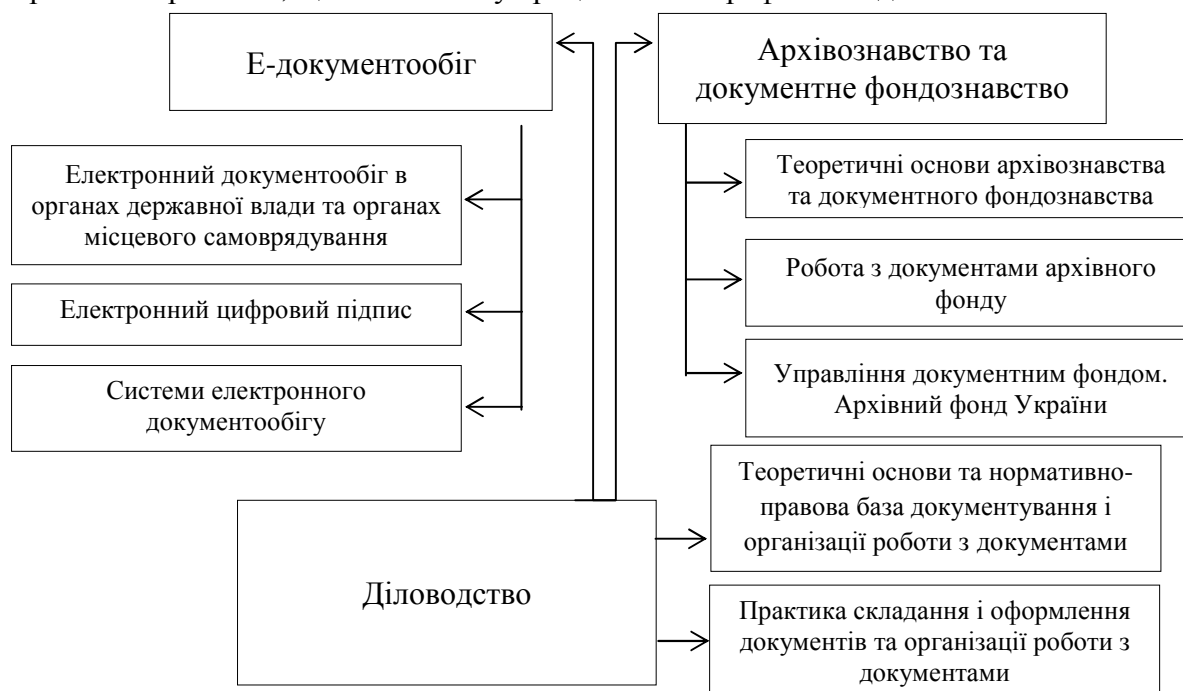 Е-документообіг
Архівознавство та
документне фондознавство
Електронний документообіг в
органах державної влади та органах
місцевого самоврядування
Електронний цифровий підпис
Системи електронного
документообігу
Теоретичні основи архівознавства
та документного фондознавства
Робота з документами архівного
фонду
Управління документним фондом.
Архівний фонд України
Діловодство
Теоретичні основи та нормативно-
правова база документування і
організації роботи з документами
Практика складання і оформлення
документів та організації роботи з
документами